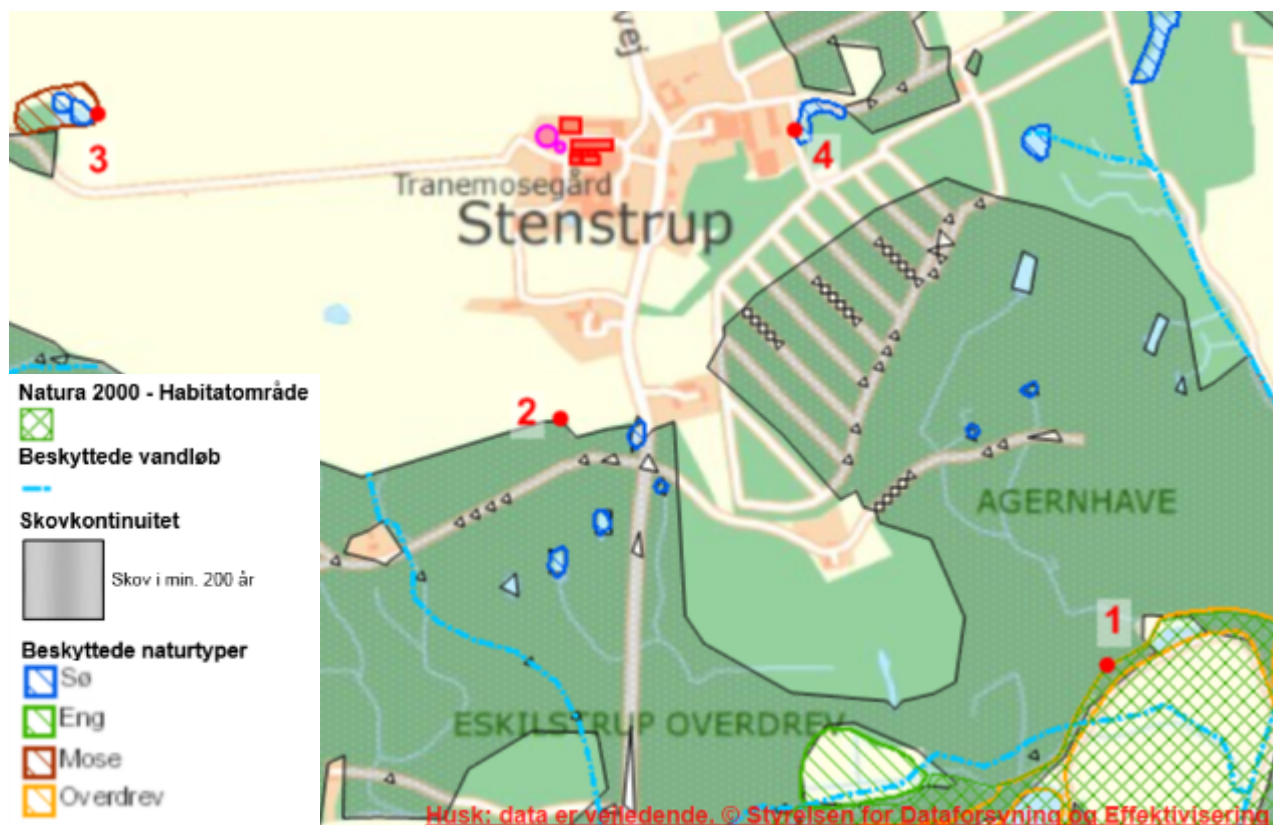 vej
3
4
Tranemosegård
Stenstrup
Natura 2000 - Habitatområde
2
Beskyttede vandløb
Skovkontinuitet
AGERNHAVE
Skov i min. 200 år
1
Beskyttede naturtyper
Sø
Eng
ESKILSTRUP OVERDREV
Mose
Overdrev
Husk: data er vejledende. © Styrelsen for Dataforsyning og Effektivisering